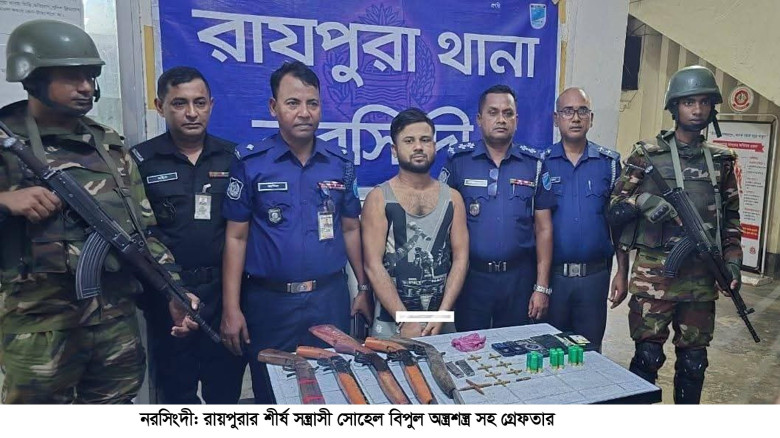 রায়পুরা থানা
নরসিংদী
নরসিংদী: রায়পুরার শীর্ষ সন্ত্রাসী সোহেল বিপুল অস্ত্রশস্ত্র সহ গ্রেফতার